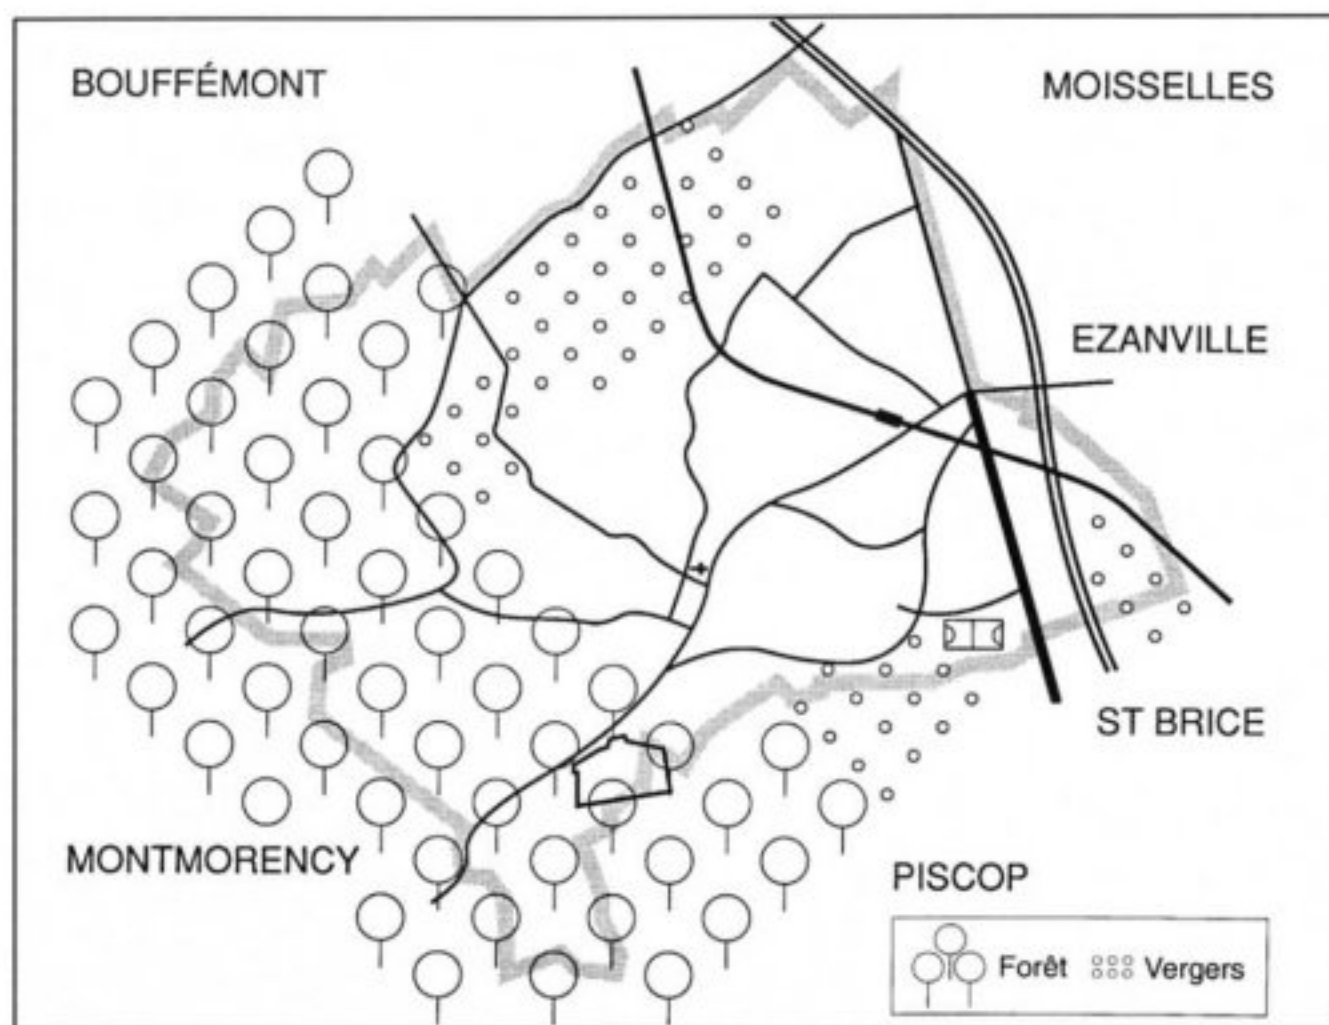 BOUFFÉMONT
MOISSELLES
EZANVILLE
ST BRICE
MONTMORENCY
PISCOP
Forêt
Vergers